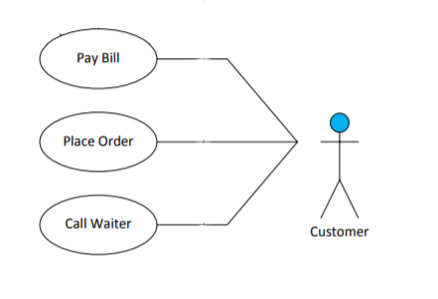 Pay Bill
Place Order
Call Waiter
Customer